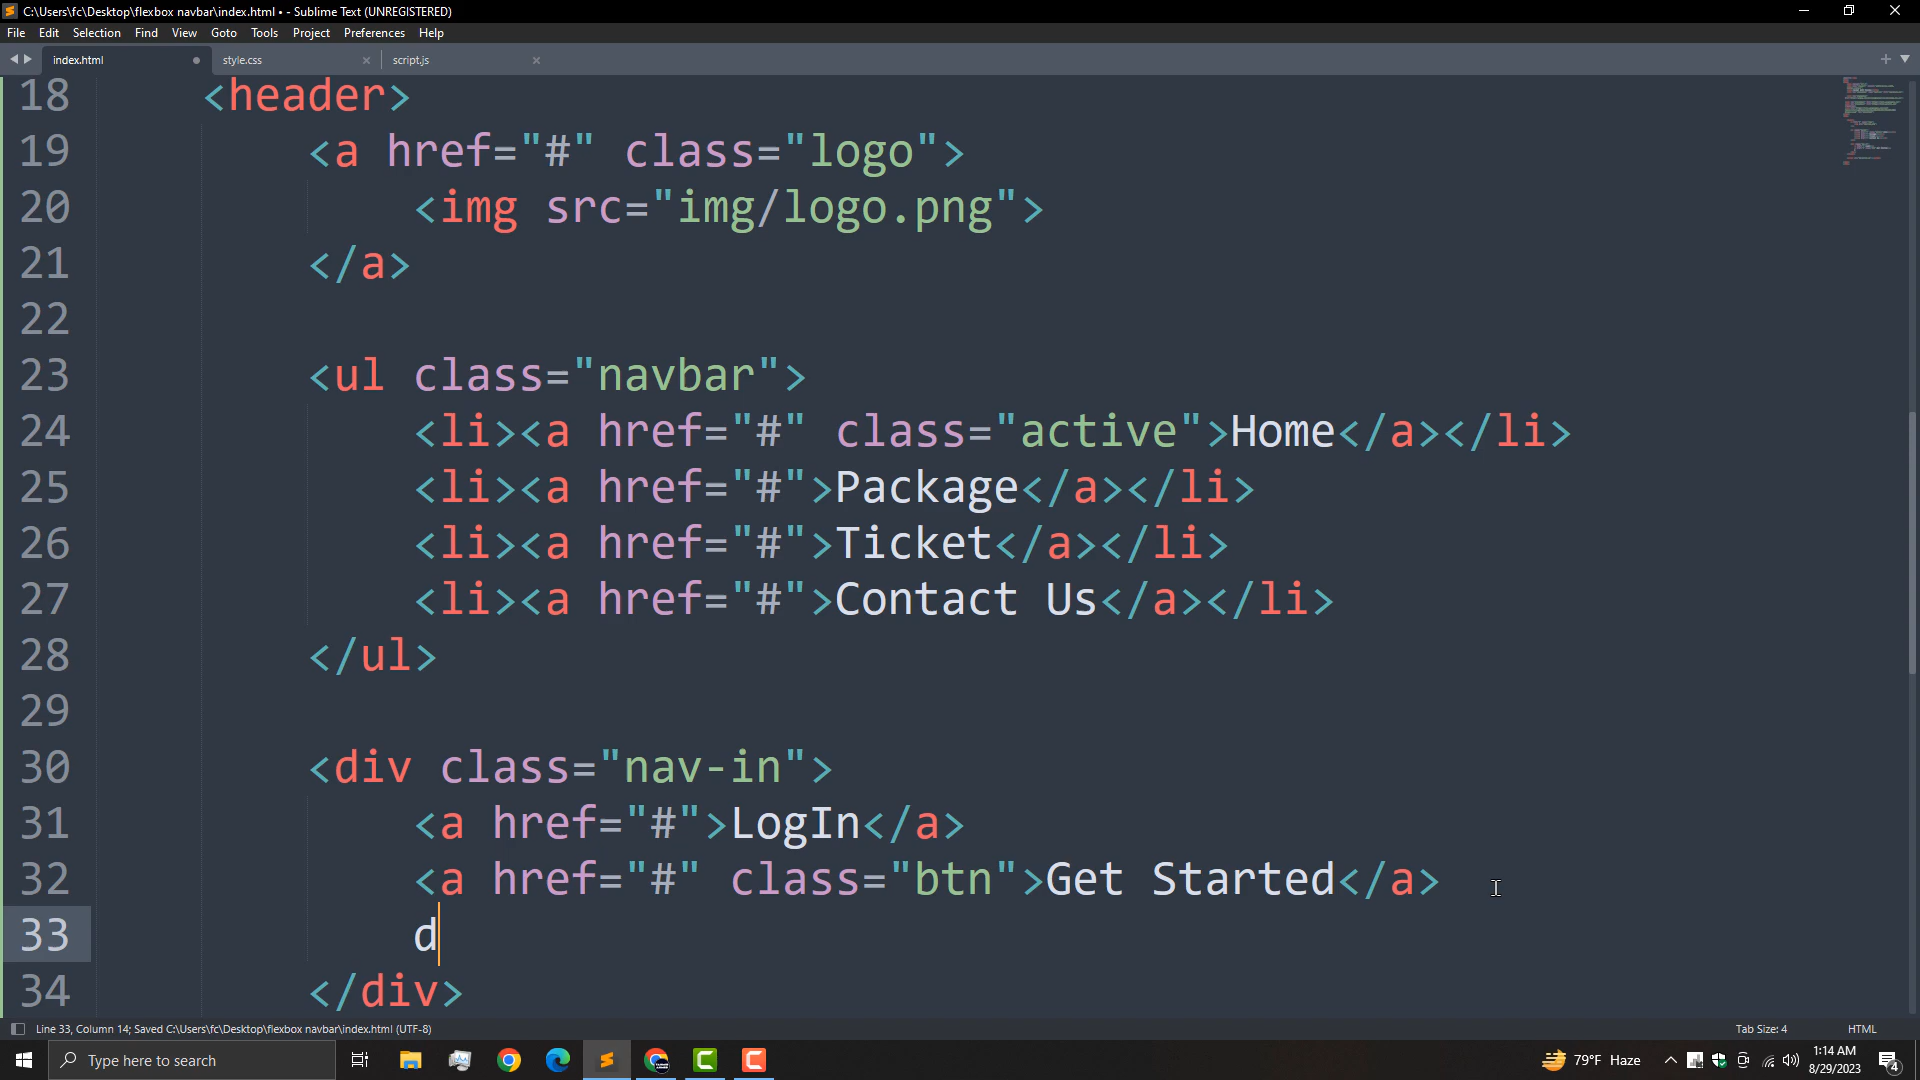 C:\Users\fc\Desktop\flexbox navbar\index.html • - Sublime Text (UNREGISTERED)
File Edit Selection Find View Goto Tools Project Preferences Help
index.html style.css script.js
18 <header>
19 <a href="#" class="logo">
20 <img src="img/logo.png">
21 </a>
22
23 <ul class="navbar">
24 <li><a href="#" class="active">Home</a></li>
25 <li><a href="#">Package</a></li>
26 <li><a href="#">Ticket</a></li>
27 <li><a href="#">Contact Us</a></li>
28 </ul>
29
30 <div class="nav-in">
31 <a href="#">LogIn</a>
32 <a href="#" class="btn">Get Started</a>
33 d
34 </div>
Line 33, Column 14; Saved C:\Users\fc\Desktop\flexbox navbar\index.html (UTF-8) Tab Size: 4 HTML
Type here to search 79°F Haze 1:14 AM
8/29/2023 4